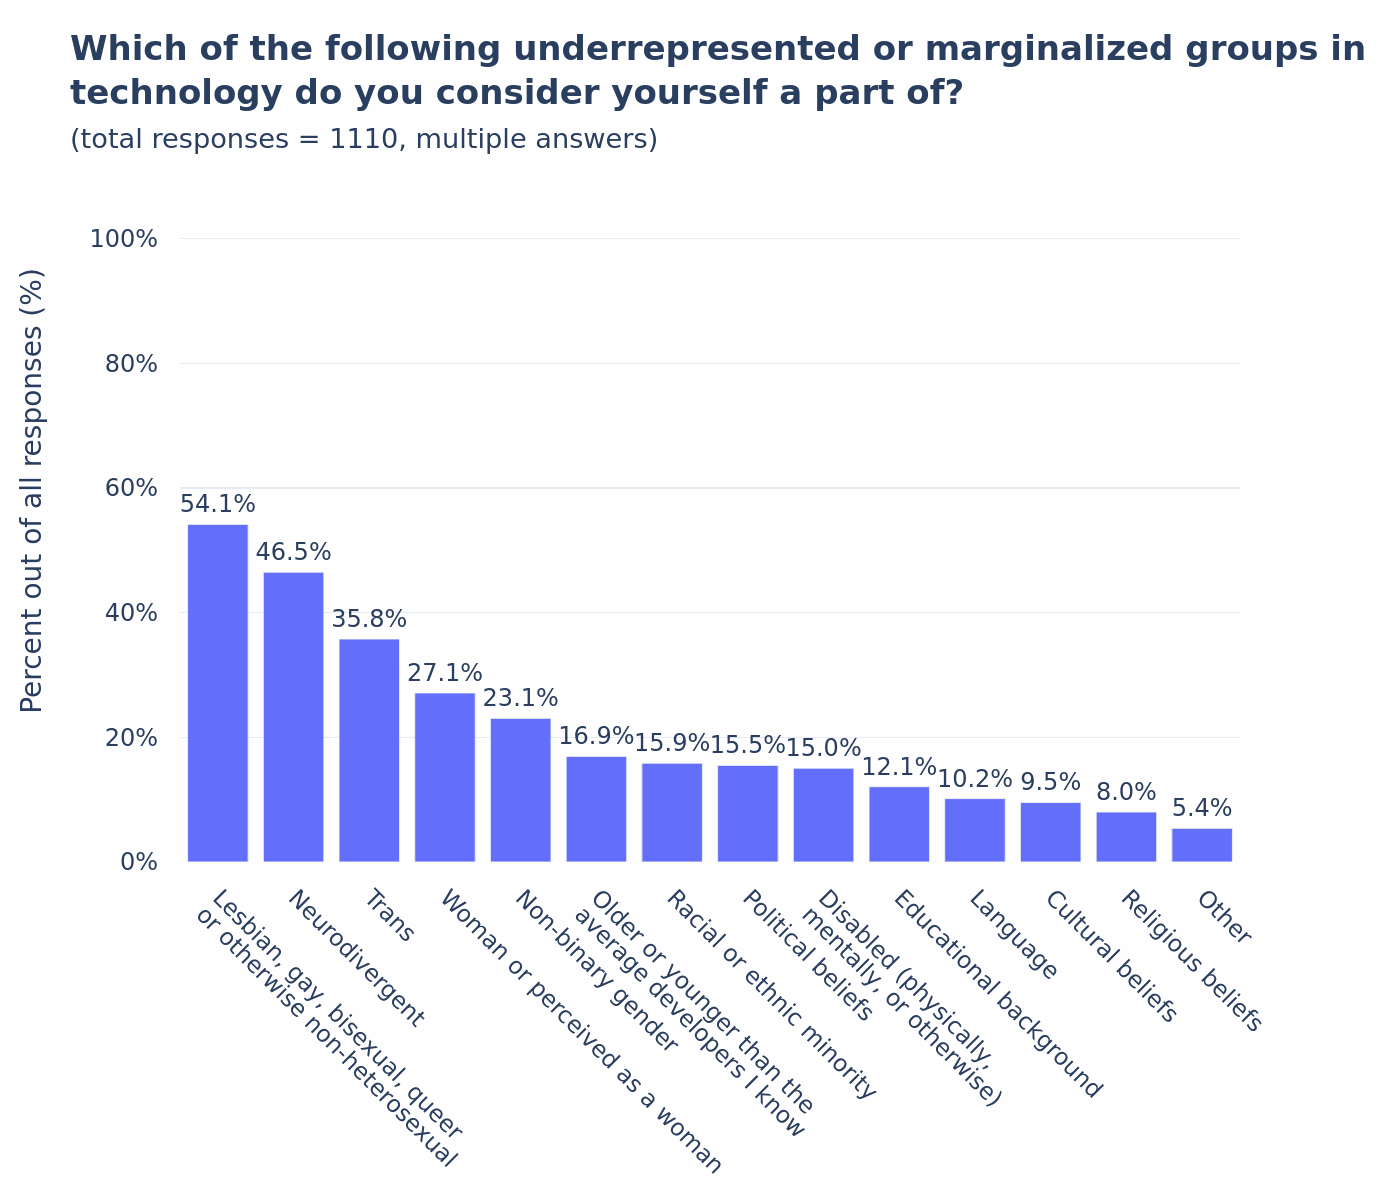 Which of the following underrepresented or marginalized groups in
technology do you consider yourself a part of?
(total responses = 1110, multiple answers)
Percent out of all responses (%)
100%
80%
60%
40%
20%
0%
54.1%
46.5%
35.8%
27.1%
23.1%
16.9%
15.9%
15.5%
15.0%
12.1%
10.2%
9.5%
8.0%
5.4%
Lesbian, gay, bisexual, queer
or otherwise non-heterosexual
Neurodivergent
Trans
Woman or perceived as a woman
Non-binary gender
Older or younger than the
average developers I know
Racial or ethnic minority
Political beliefs
Disabled (physically,
mentally, or otherwise)
Educational background
Language
Cultural beliefs
Religious beliefs
Other